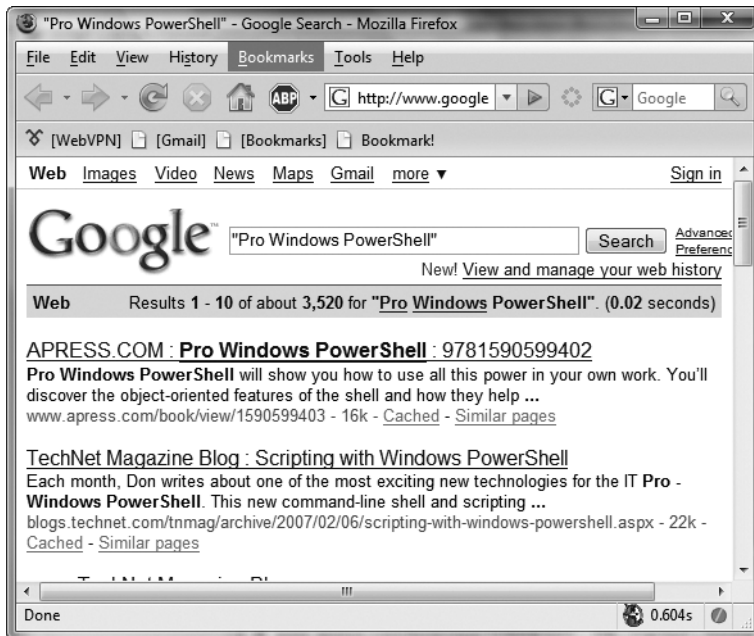 "Pro Windows PowerShell" - Google Search - Mozilla Firefox
File Edit View History Bookmarks Tools Help
ABP G http://www.google G Google
[WebVPN] [Gmail] [Bookmarks] Bookmark!
Web Images Video News Maps Gmail more ▼ Sign in
Google™ "Pro Windows PowerShell" Search Advanced
New! View and manage your web history
Web Results 1 - 10 of about 3,520 for "Pro Windows PowerShell". (0.02 seconds)
APRESS.COM : Pro Windows PowerShell : 9781590599402
Pro Windows PowerShell will show you how to use all this power in your own work. You'll
discover the object-oriented features of the shell and how they help ...
www.apress.com/book/view/1590599403 - 16k - Cached - Similar pages
TechNet Magazine Blog : Scripting with Windows PowerShell
Each month, Don writes about one of the most exciting new technologies for the IT Pro -
Windows PowerShell. This new command-line shell and scripting ...
blogs.technet.com/tnmag/archive/2007/02/06/scripting-with-windows-powershell.aspx - 22k -
Cached - Similar pages
Done 0.604s